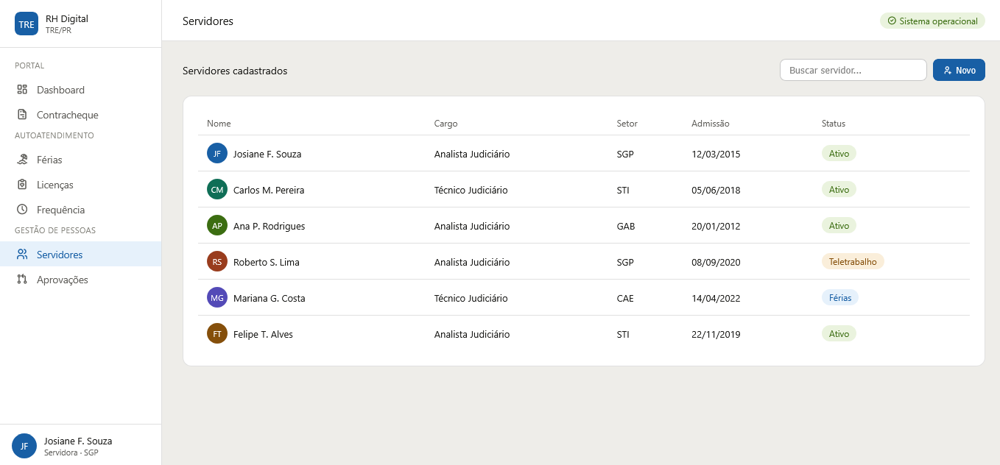 TRE
RH Digital
TRE/PR
PORTAL
Dashboard
Contracheque
AUTOATENDIMENTO
Férias
Licenças
Frequência
GESTÃO DE PESSOAS
Servidores
Aprovações
JF
Josiane F. Souza
Servidora · SGP
Servidores
Sistema operacional
Servidores cadastrados
Buscar servidor...
Novo
Nome Cargo Setor Admissão Status
JF Josiane F. Souza Analista Judiciário SGP 12/03/2015 Ativo
CM Carlos M. Pereira Técnico Judiciário STI 05/06/2018 Ativo
AP Ana P. Rodrigues Analista Judiciário GAB 20/01/2012 Ativo
RS Roberto S. Lima Analista Judiciário SGP 08/09/2020 Teletrabalho
MG Mariana G. Costa Técnico Judiciário CAE 14/04/2022 Férias
FT Felipe T. Alves Analista Judiciário STI 22/11/2019 Ativo